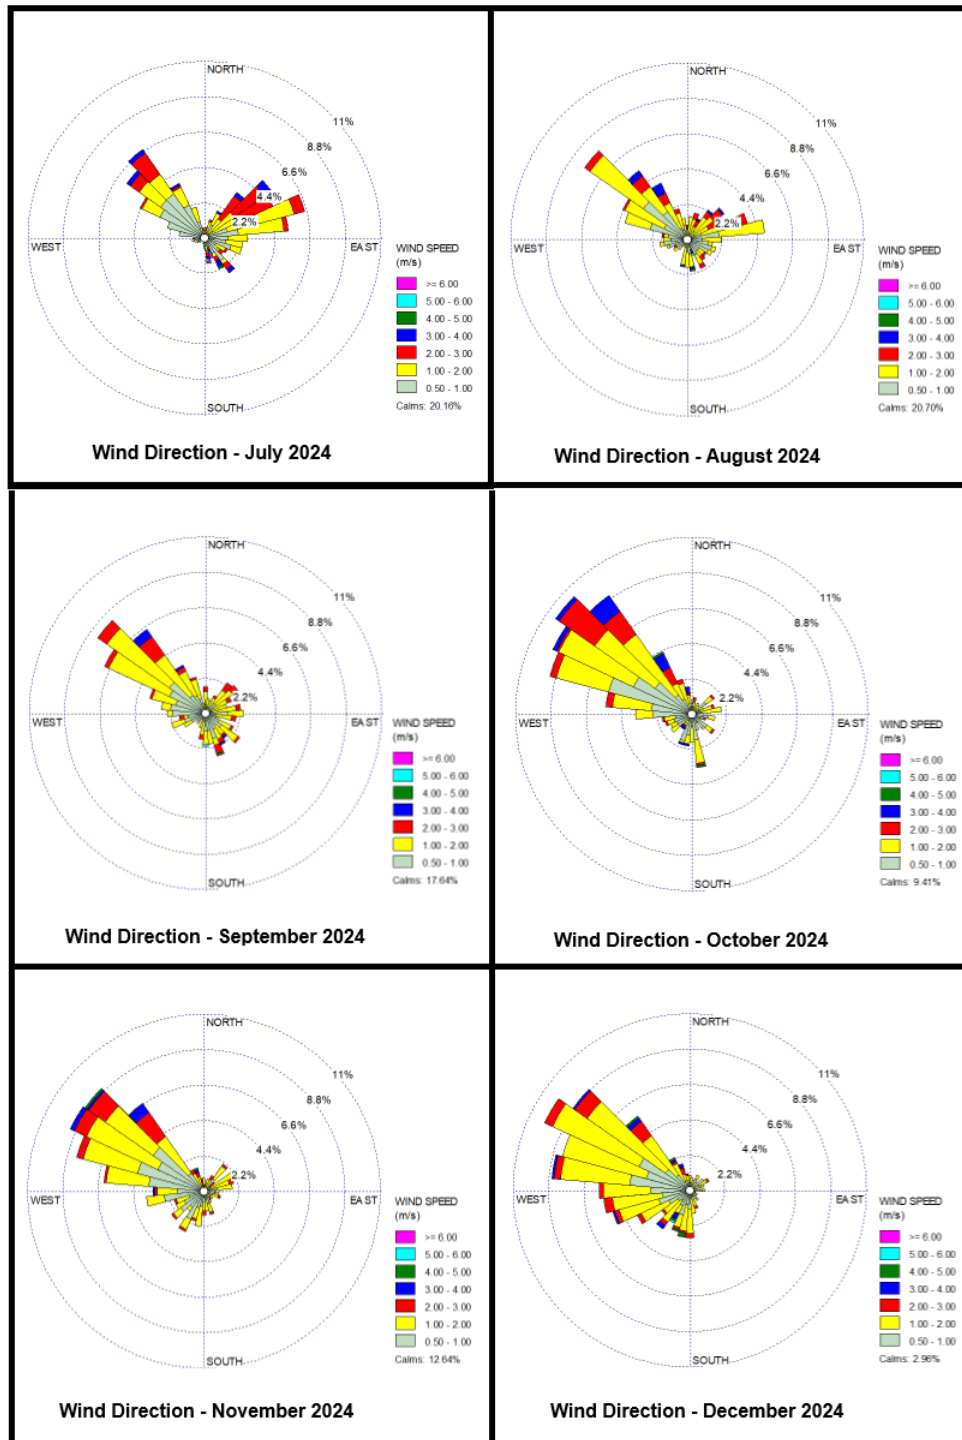 NORTH
11%
8.8%
6.6%
4.4%
2.2%
WEST
EAST
SOUTH
WIND SPEED
(m/s)
>= 6.00
5.00 - 6.00
4.00 - 5.00
3.00 - 4.00
2.00 - 3.00
1.00 - 2.00
0.50 - 1.00
Calms: 20.16%
Wind Direction - July 2024
NORTH
11%
8.8%
6.6%
4.4%
2.2%
WEST
EAST
SOUTH
WIND SPEED
(m/s)
>= 6.00
5.00 - 6.00
4.00 - 5.00
3.00 - 4.00
2.00 - 3.00
1.00 - 2.00
0.50 - 1.00
Calms: 20.70%
Wind Direction - August 2024
NORTH
11%
8.8%
6.6%
4.4%
2.2%
WEST
EAST
SOUTH
WIND SPEED
(m/s)
>= 6.00
5.00 - 6.00
4.00 - 5.00
3.00 - 4.00
2.00 - 3.00
1.00 - 2.00
0.50 - 1.00
Calms: 17.64%
Wind Direction - September 2024
NORTH
11%
8.8%
6.6%
4.4%
2.2%
WEST
EAST
SOUTH
WIND SPEED
(m/s)
>= 6.00
5.00 - 6.00
4.00 - 5.00
3.00 - 4.00
2.00 - 3.00
1.00 - 2.00
0.50 - 1.00
Calms: 9.41%
Wind Direction - October 2024
NORTH
11%
8.8%
6.6%
4.4%
2.2%
WEST
EAST
SOUTH
WIND SPEED
(m/s)
>= 6.00
5.00 - 6.00
4.00 - 5.00
3.00 - 4.00
2.00 - 3.00
1.00 - 2.00
0.50 - 1.00
Calms: 12.64%
Wind Direction - November 2024
NORTH
11%
8.8%
6.6%
4.4%
2.2%
WEST
EAST
SOUTH
WIND SPEED
(m/s)
>= 6.00
5.00 - 6.00
4.00 - 5.00
3.00 - 4.00
2.00 - 3.00
1.00 - 2.00
0.50 - 1.00
Calms: 2.96%
Wind Direction - December 2024